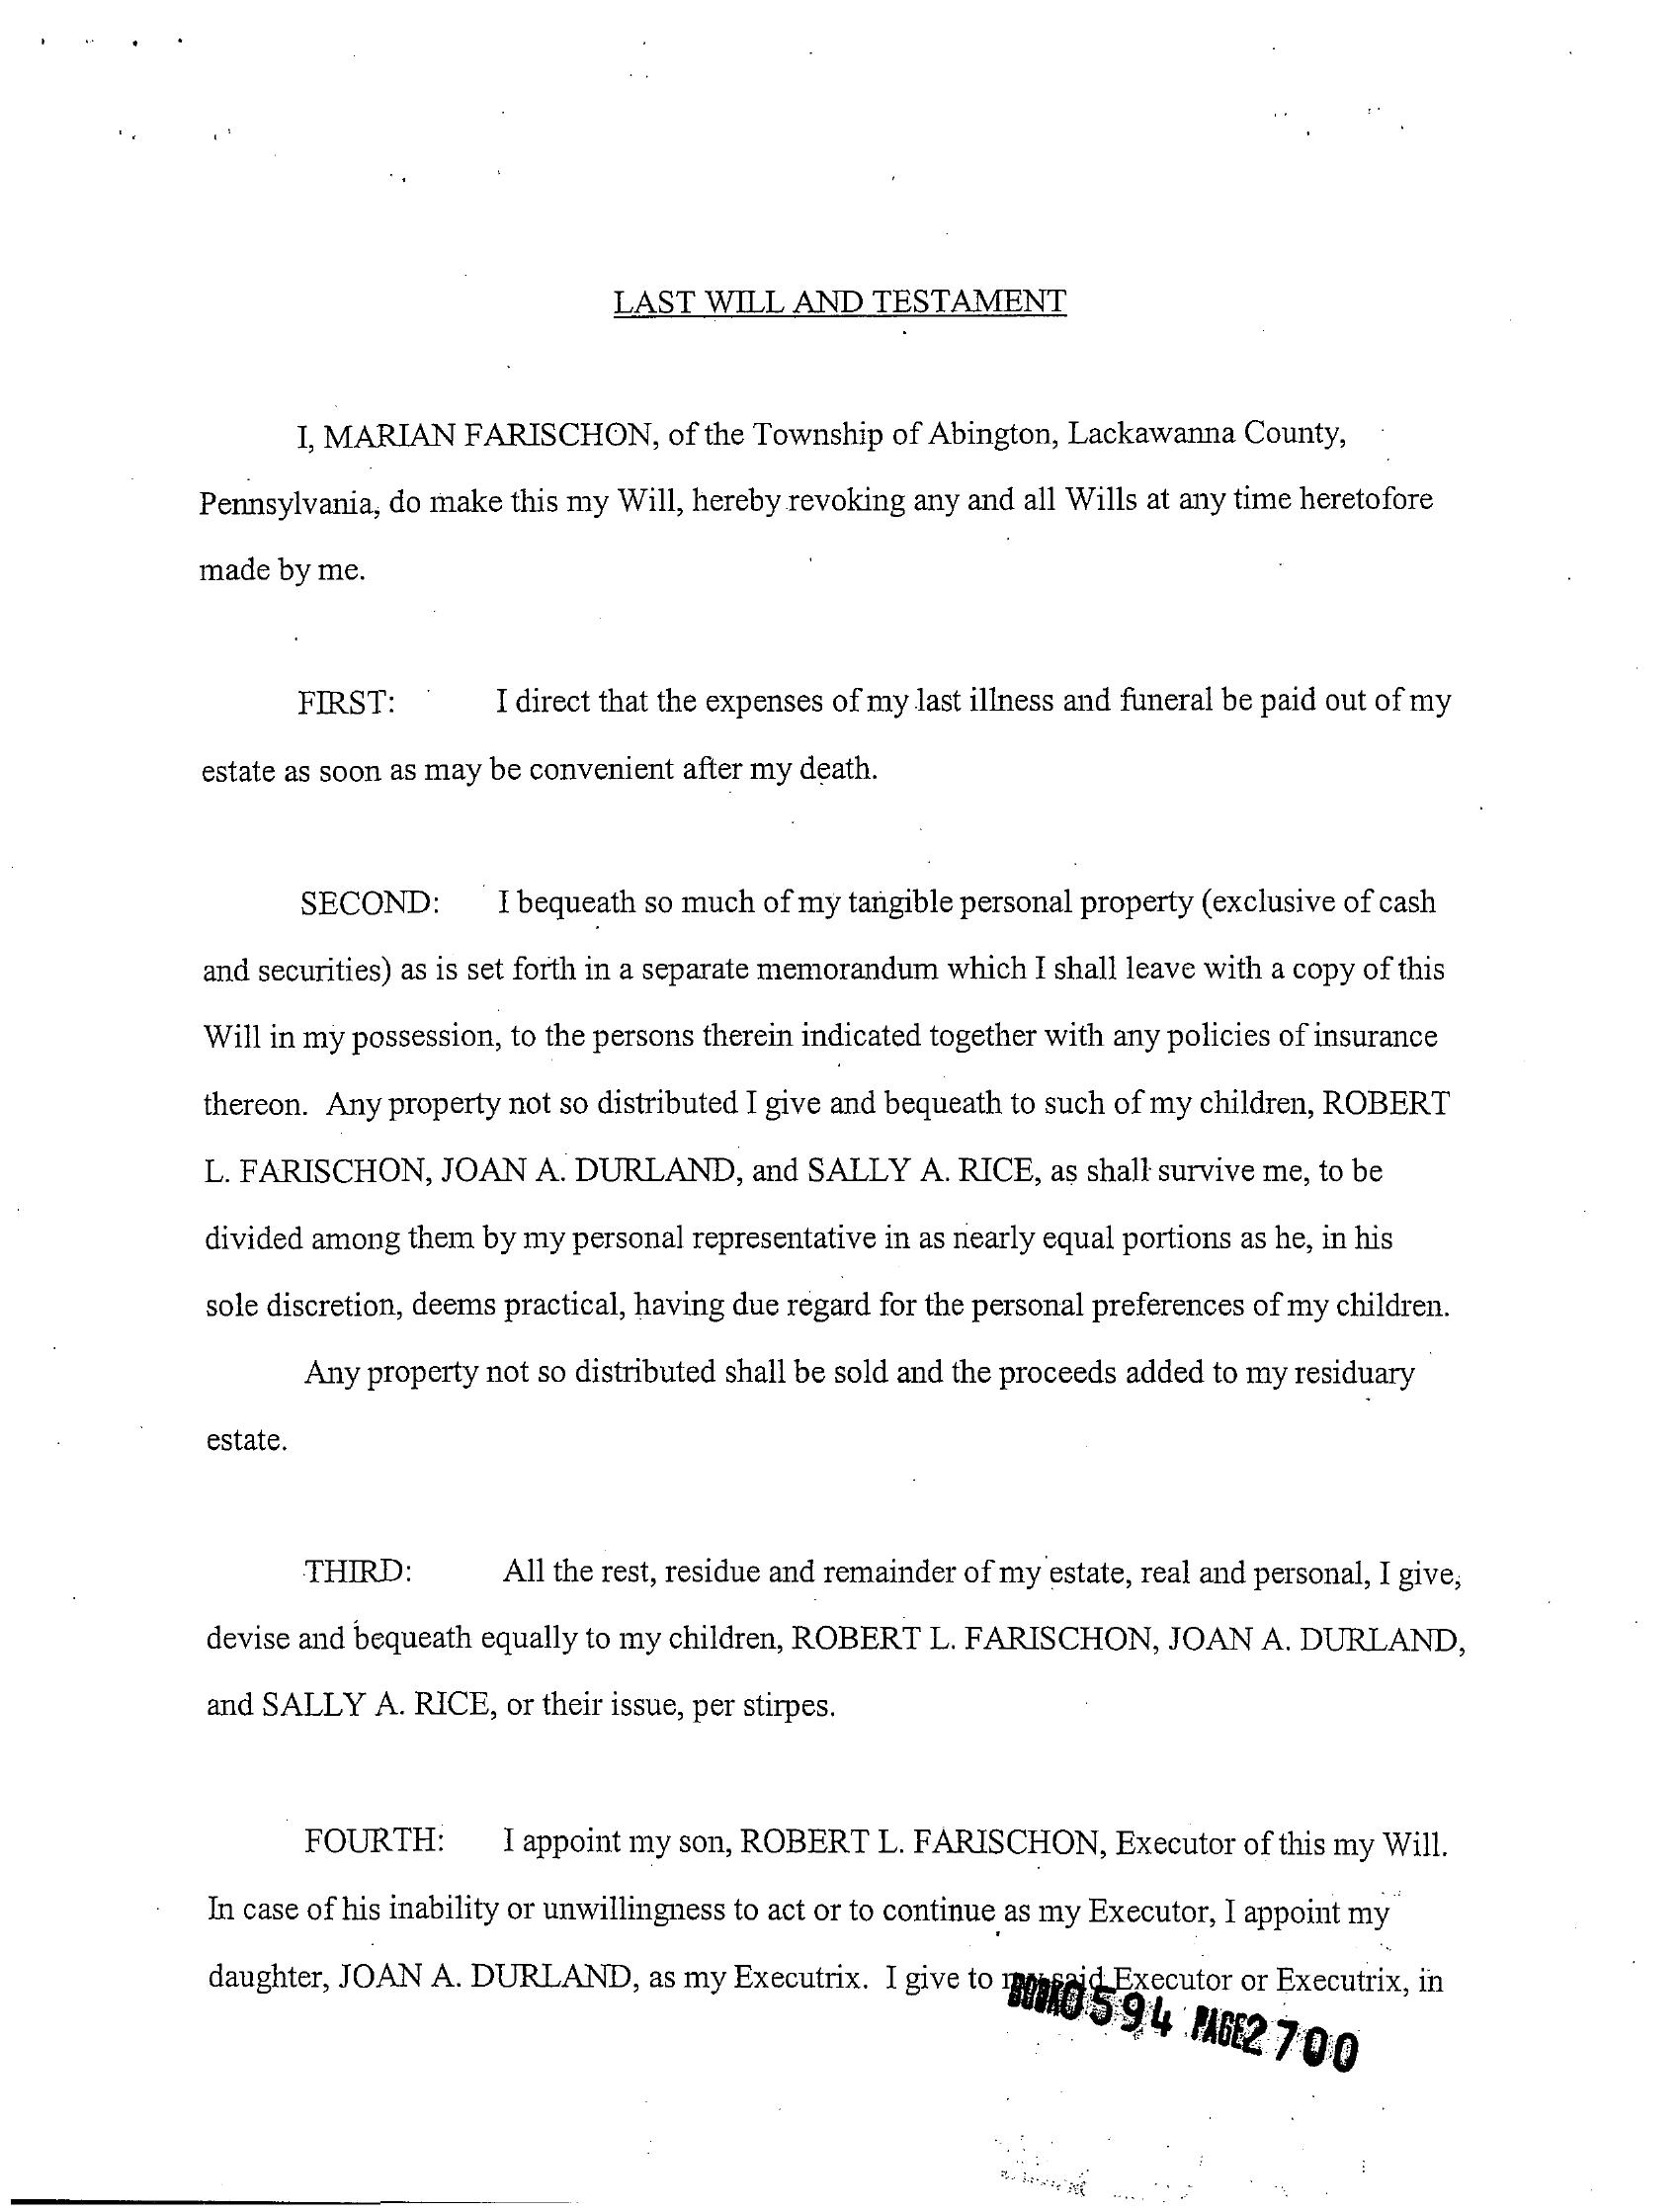 LAST WILL AND TESTAMENT
I, MARIAN FARISCHON, of the Township of Abington, Lackawanna County,
Pennsylvania, do make this my Will, hereby revoking any and all Wills at any time heretofore
made by me.
FIRST: I direct that the expenses of my last illness and funeral be paid out of my
estate as soon as may be convenient after my death.
SECOND: I bequeath so much of my tangible personal property (exclusive of cash
and securities) as is set forth in a separate memorandum which I shall leave with a copy of this
Will in my possession, to the persons therein indicated together with any policies of insurance
thereon. Any property not so distributed I give and bequeath to such of my children, ROBERT
L. FARISCHON, JOAN A. DURLAND, and SALLY A. RICE, as shall survive me, to be
divided among them by my personal representative in as nearly equal portions as he, in his
sole discretion, deems practical, having due regard for the personal preferences of my children.
Any property not so distributed shall be sold and the proceeds added to my residuary
estate.
THIRD: All the rest, residue and remainder of my estate, real and personal, I give,
devise and bequeath equally to my children, ROBERT L. FARISCHON, JOAN A. DURLAND,
and SALLY A. RICE, or their issue, per stirpes.
FOURTH: I appoint my son, ROBERT L. FARISCHON, Executor of this my Will.
In case of his inability or unwillingness to act or to continue as my Executor, I appoint my
daughter, JOAN A. DURLAND, as my Executrix. I give to my said Executor or Executrix, in
0594 PAGE2700